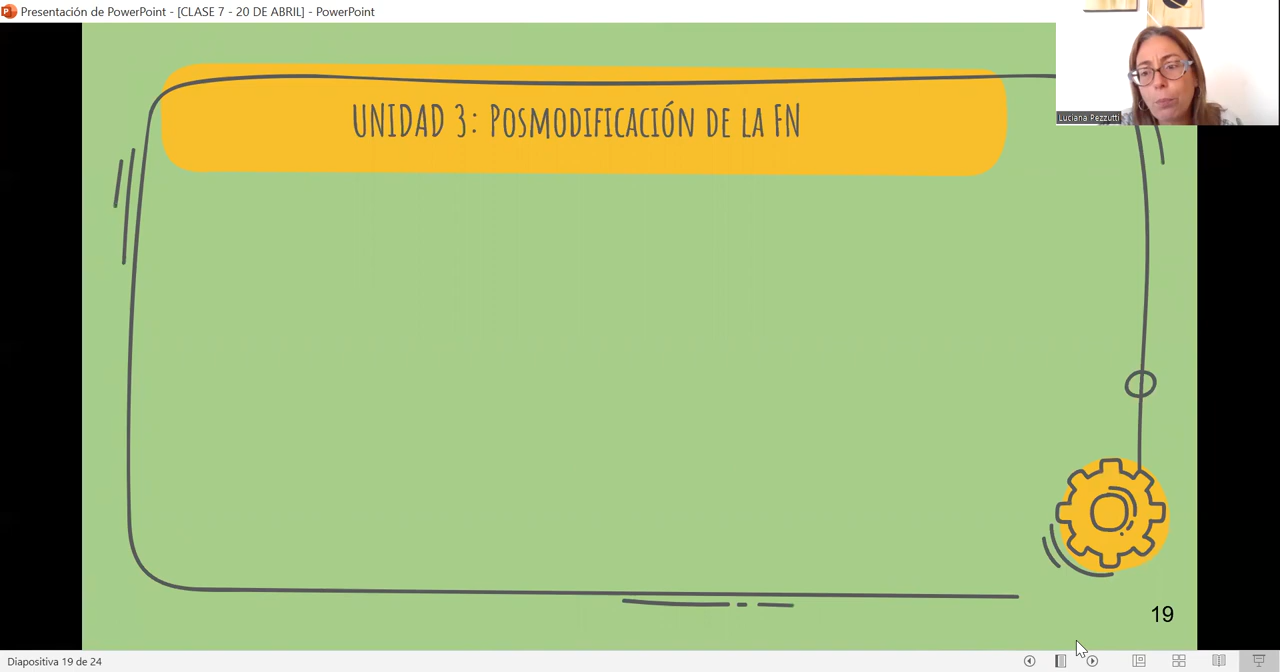 Presentación de PowerPoint - [CLASE 7 - 20 DE ABRIL] - PowerPoint
UNIDAD 3: POSMODIFICACIÓN DE LA FN
Luciana Pezzutti
19
Diapositiva 19 de 24